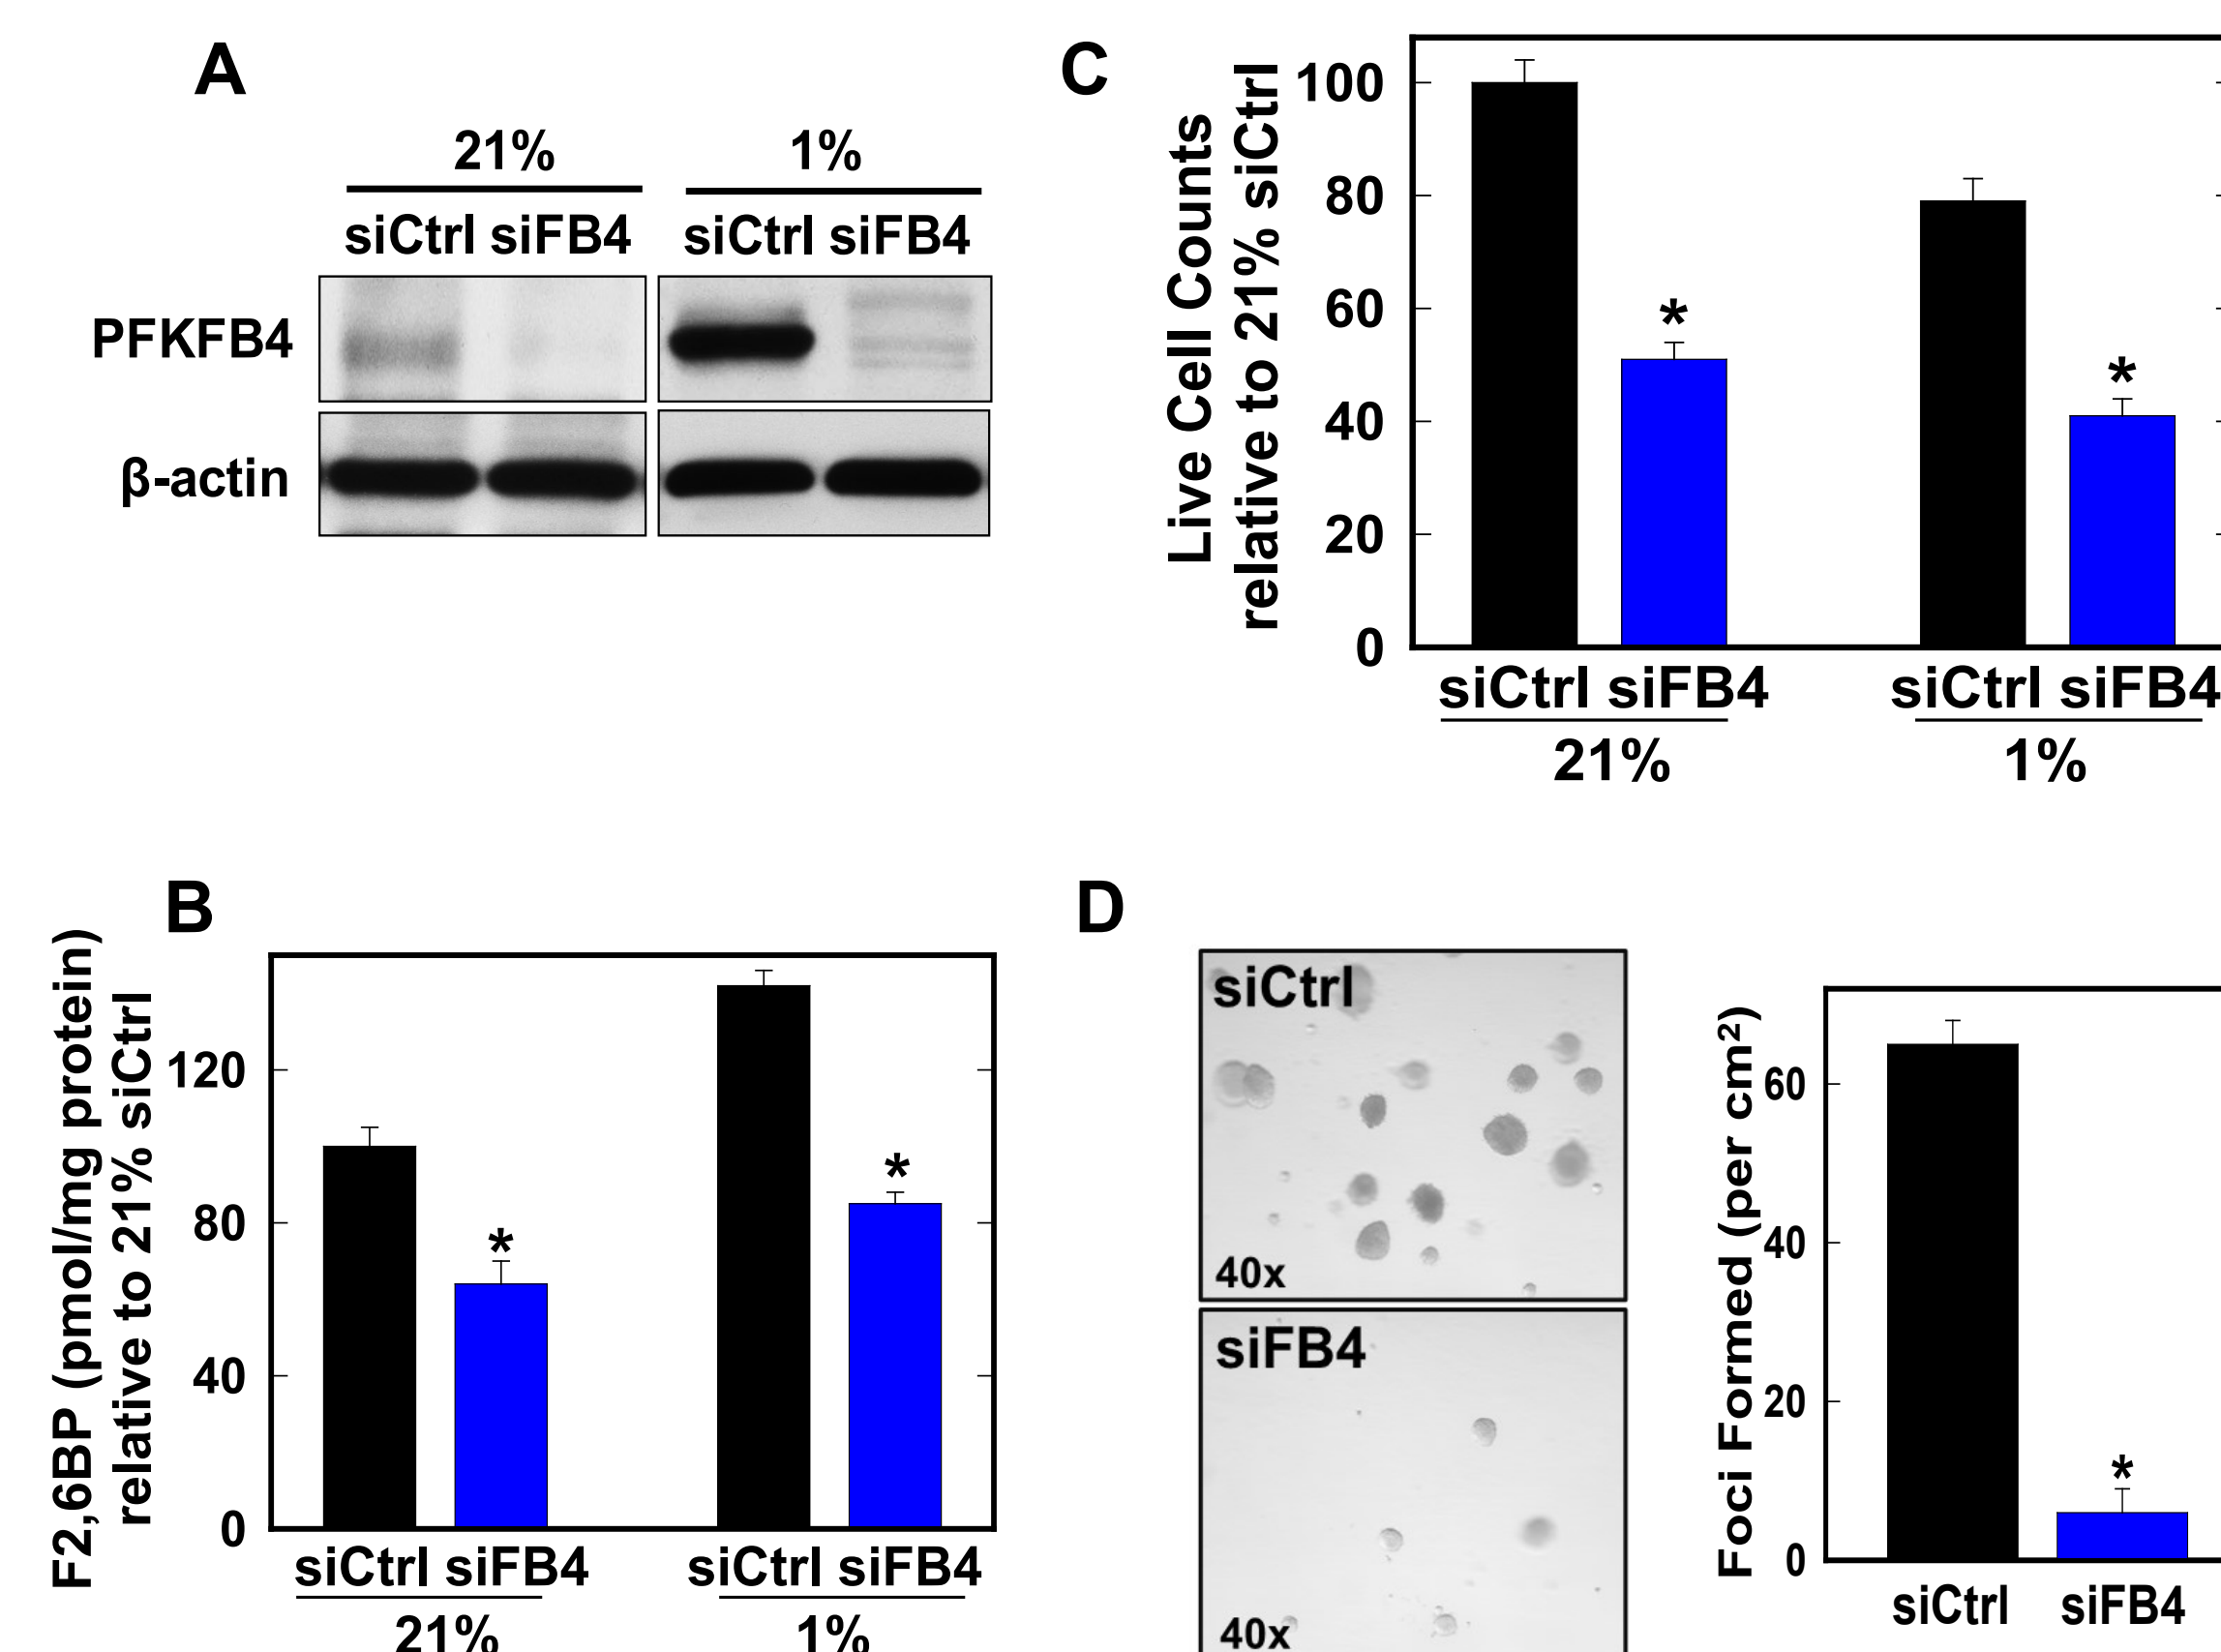 A
21% 1%
siCtrl siFB4 siCtrl siFB4
PFKFB4
β-actin
C
Live Cell Counts
relative to 21% siCtrl
100
80
60
40
20
0
*
*
siCtrl siFB4 siCtrl siFB4
21% 1%
B
F2,6BP (pmol/mg protein)
relative to 21% siCtrl
120
80
40
0
*
*
siCtrl siFB4 siCtrl siFB4
21% 1%
D
siCtrl
40x
siFB4
40x
Foci Formed (per cm²)
60
40
20
0
*
siCtrl siFB4